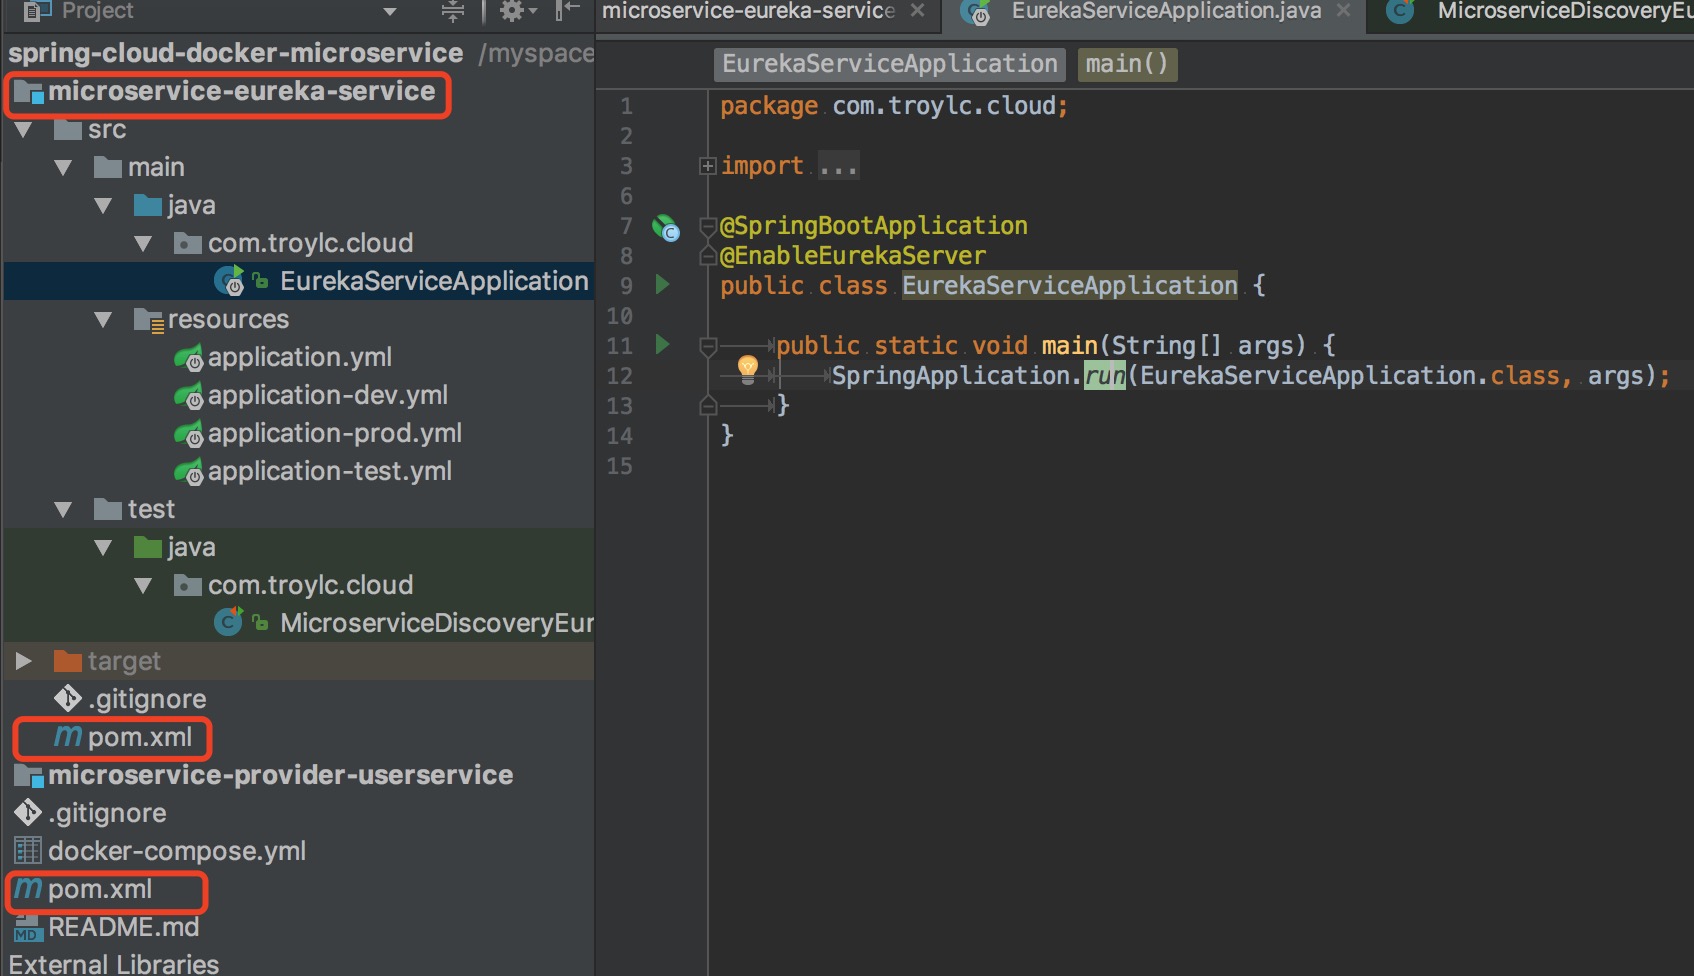 Project
spring-cloud-docker-microservice /myspace
microservice-eureka-service
src
main
java
com.troylc.cloud
EurekaServiceApplication
resources
application.yml
application-dev.yml
application-prod.yml
application-test.yml
test
java
com.troylc.cloud
MicroserviceDiscoveryEur
target
.gitignore
pom.xml
microservice-provider-userservice
.gitignore
docker-compose.yml
pom.xml
README.md
External Libraries
microservice-eureka-service EurekaServiceApplication.java MicroserviceDiscoveryEu
EurekaServiceApplication main()
1 package com.troylc.cloud;
2
3 import ...
6
7 @SpringBootApplication
8 @EnableEurekaServer
9 public class EurekaServiceApplication {
10
11 public static void main(String[] args) {
12 SpringApplication.run(EurekaServiceApplication.class, args);
13 }
14 }
15